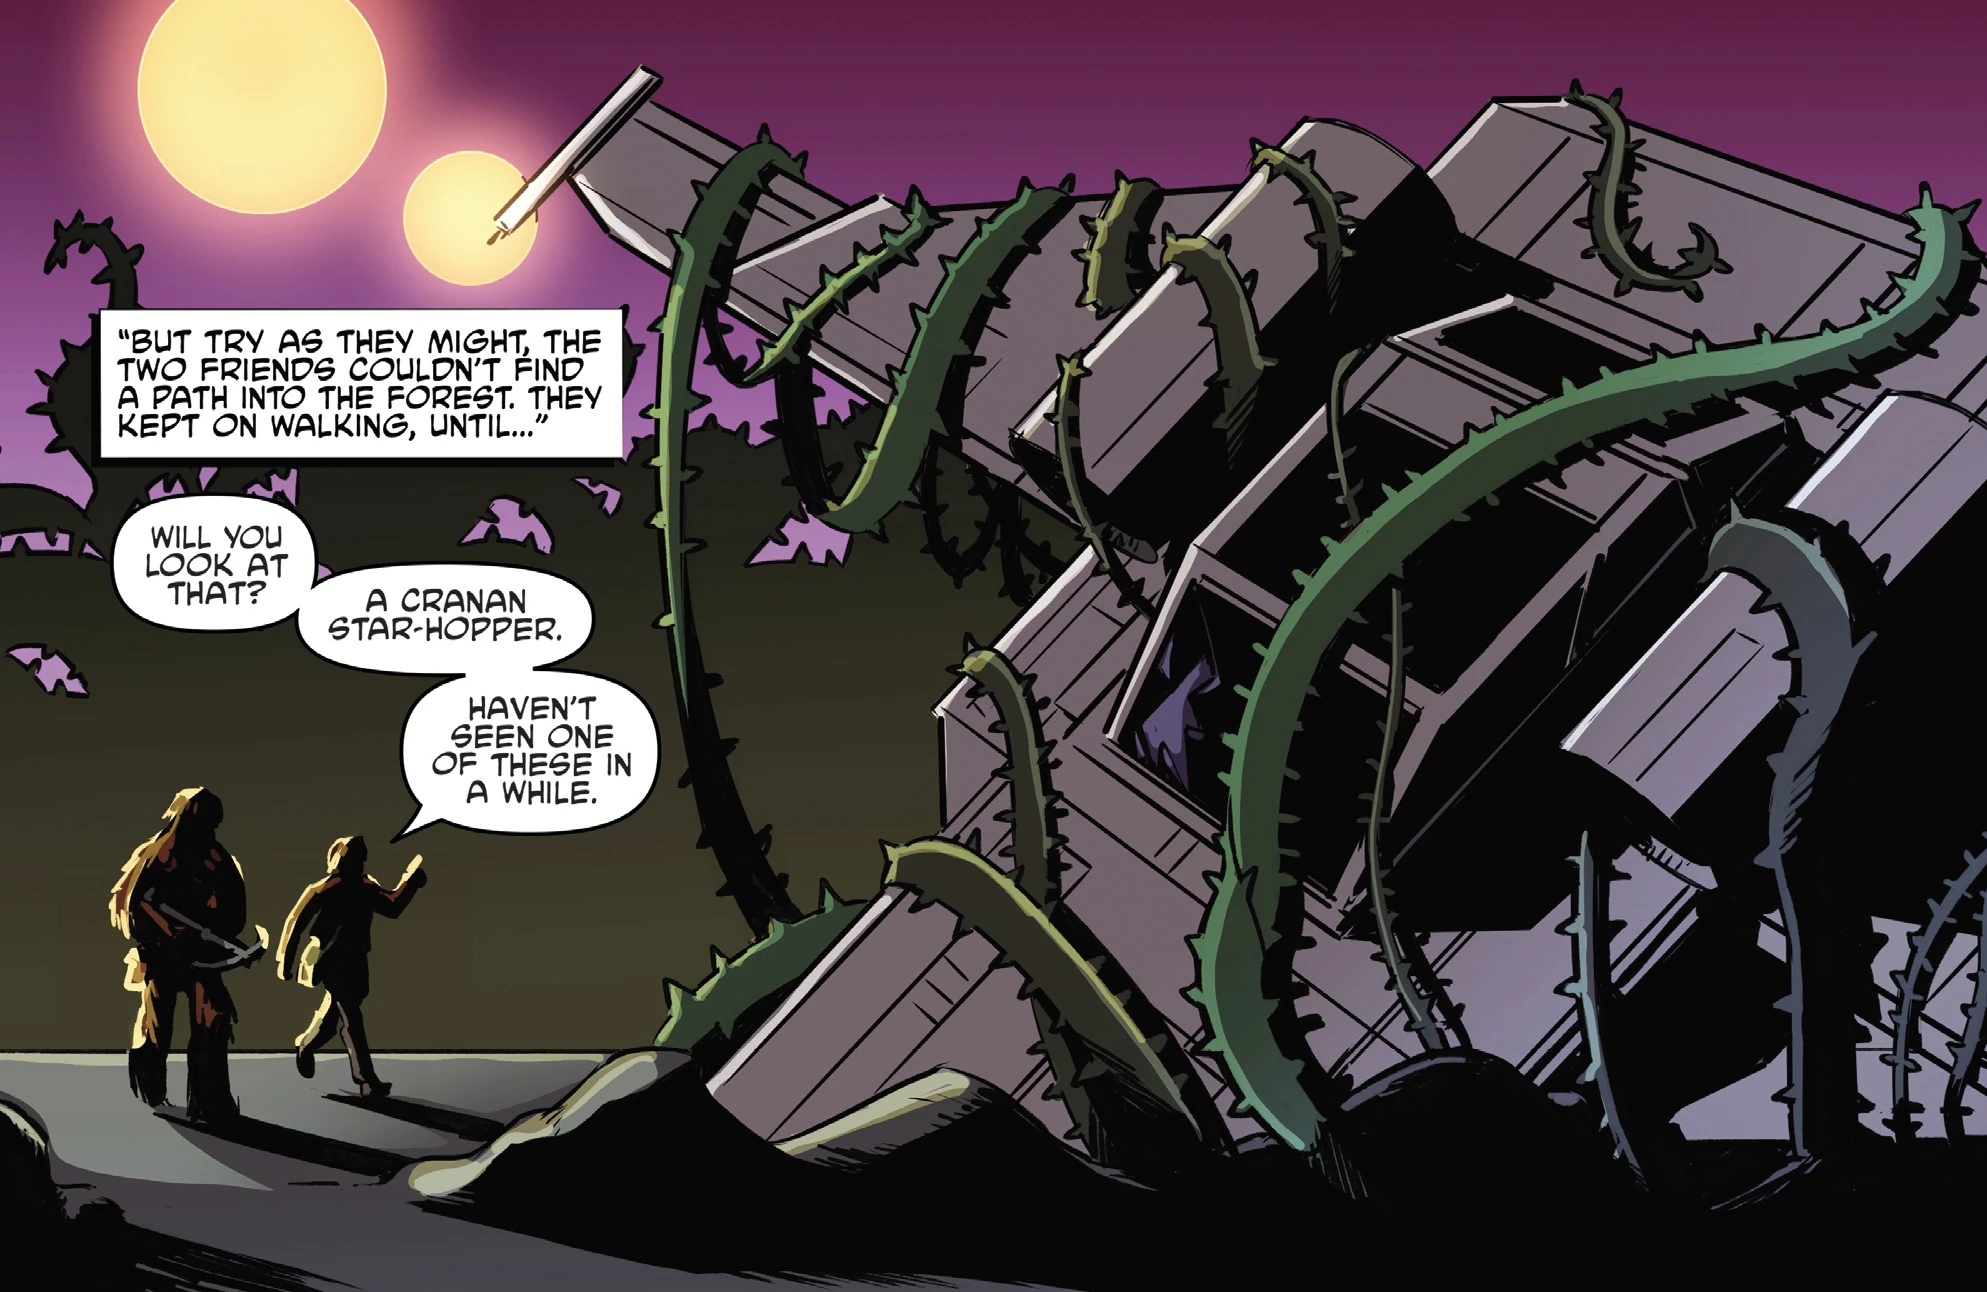 “BUT TRY AS THEY MIGHT, THE
TWO FRIENDS COULDN’T FIND
A PATH INTO THE FOREST. THEY
KEPT ON WALKING, UNTIL...”
WILL YOU
LOOK AT
THAT?
A CRANAN
STAR-HOPPER.
HAVEN’T
SEEN ONE
OF THESE IN
A WHILE.